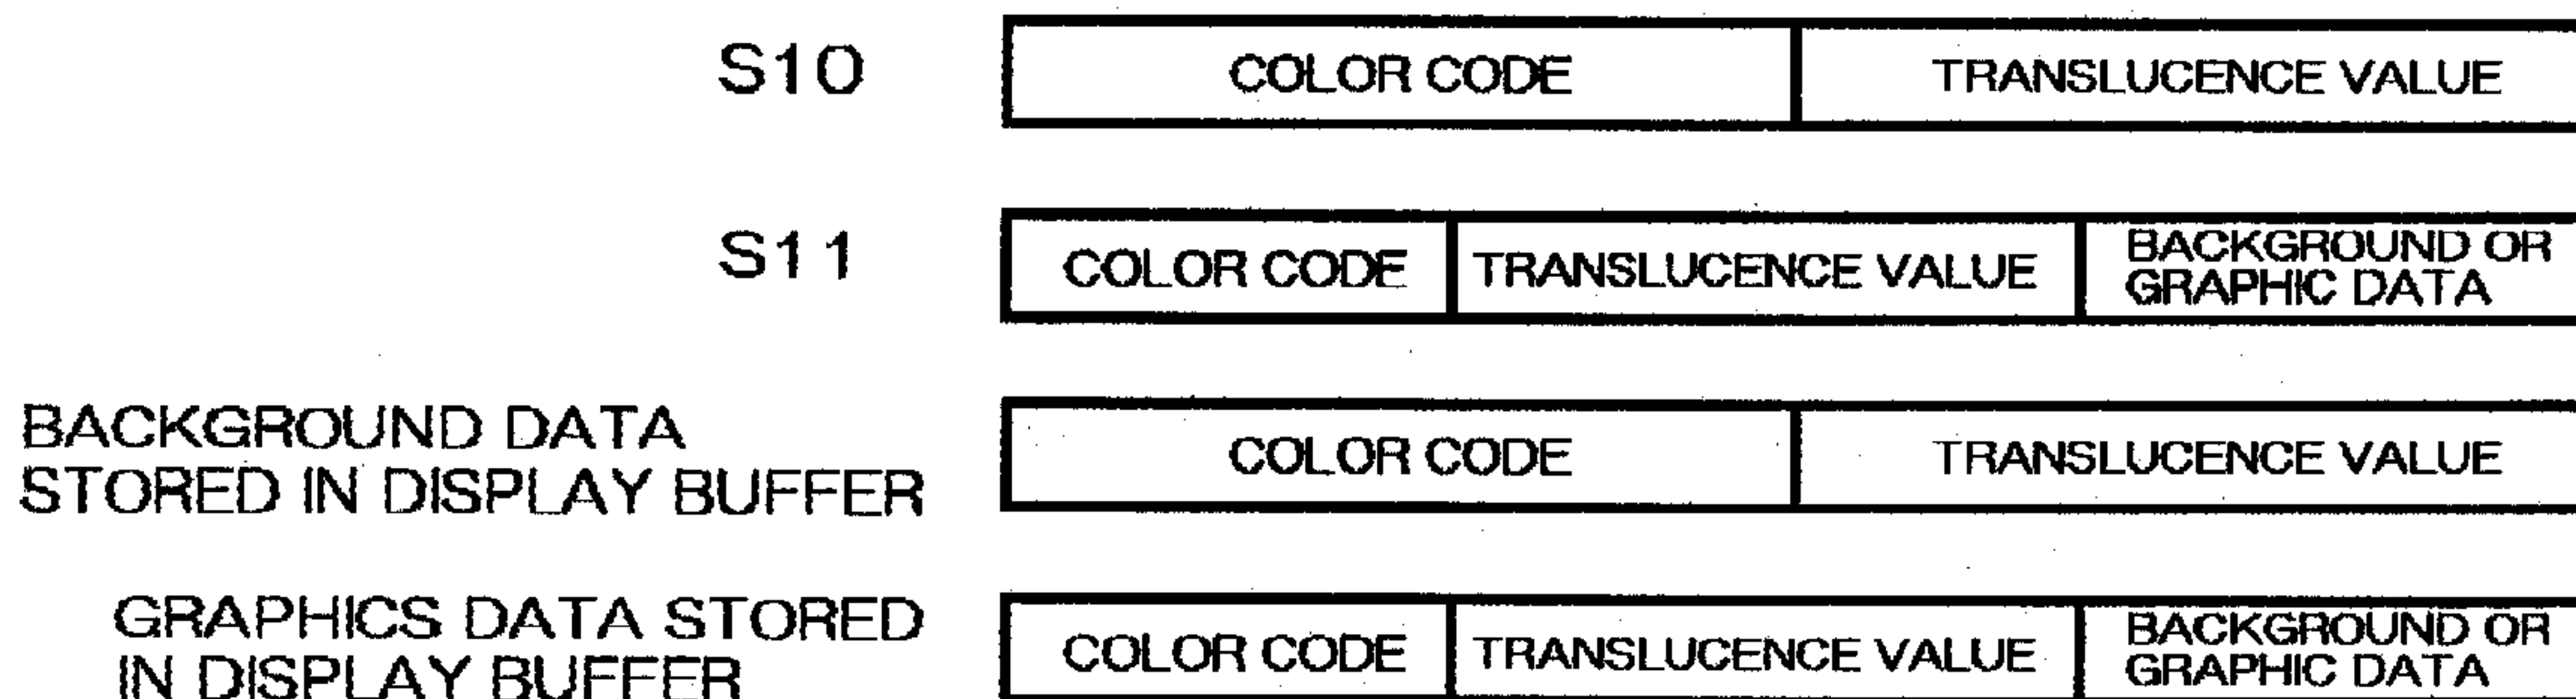 S10
COLOR CODE
TRANSLUCENCE VALUE
S11
COLOR CODE
TRANSLUCENCE VALUE
BACKGROUND OR
GRAPHIC DATA
BACKGROUND DATA
STORED IN DISPLAY BUFFER
COLOR CODE
TRANSLUCENCE VALUE
GRAPHICS DATA STORED
IN DISPLAY BUFFER
COLOR CODE
TRANSLUCENCE VALUE
BACKGROUND OR
GRAPHIC DATA